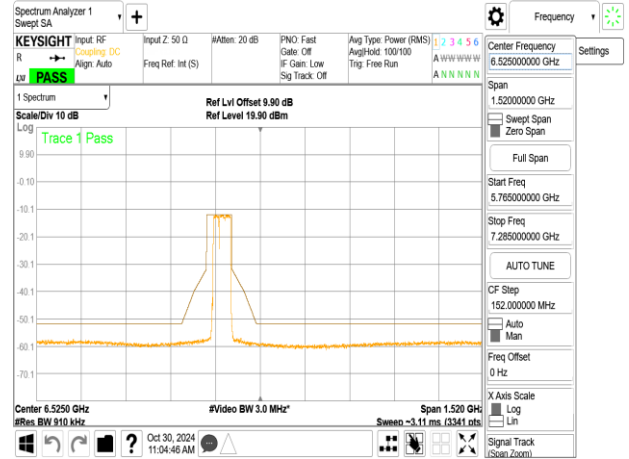 Spectrum Analyzer 1
Swept SA
Frequency
KEYSIGHT
Input: RF
Coupling: DC
Align: Auto
Input Z: 50 Ω
Freq Ref: Int (S)
#Atten: 20 dB
PNO: Fast
Gate: Off
IF Gain: Low
Sig Track: Off
Avg Type: Power (RMS)
Avg|Hold: 100/100
Trig: Free Run
1 2 3 4 5 6
A W W W W W
A N N N N N
R
LXI
PASS
Center Frequency
6.525000000 GHz
Settings
Span
1.52000000 GHz
Swept Span
Zero Span
Full Span
Start Freq
5.765000000 GHz
Stop Freq
7.285000000 GHz
AUTO TUNE
CF Step
152.000000 MHz
Auto
Man
Freq Offset
0 Hz
X Axis Scale
Log
Lin
Signal Track
(Span Zoom)
1 Spectrum
Scale/Div 10 dB
Ref Lvl Offset 9.90 dB
Ref Level 19.90 dBm
Log
Trace 1 Pass
9.90
-0.10
-10.1
-20.1
-30.1
-40.1
-50.1
-60.1
-70.1
Center 6.5250 GHz
#Video BW 3.0 MHz*
Span 1.520 GHz
#Res BW 910 kHz
Sweep ~3.11 ms (3341 pts
?
Oct 30, 2024
11:04:46 AM